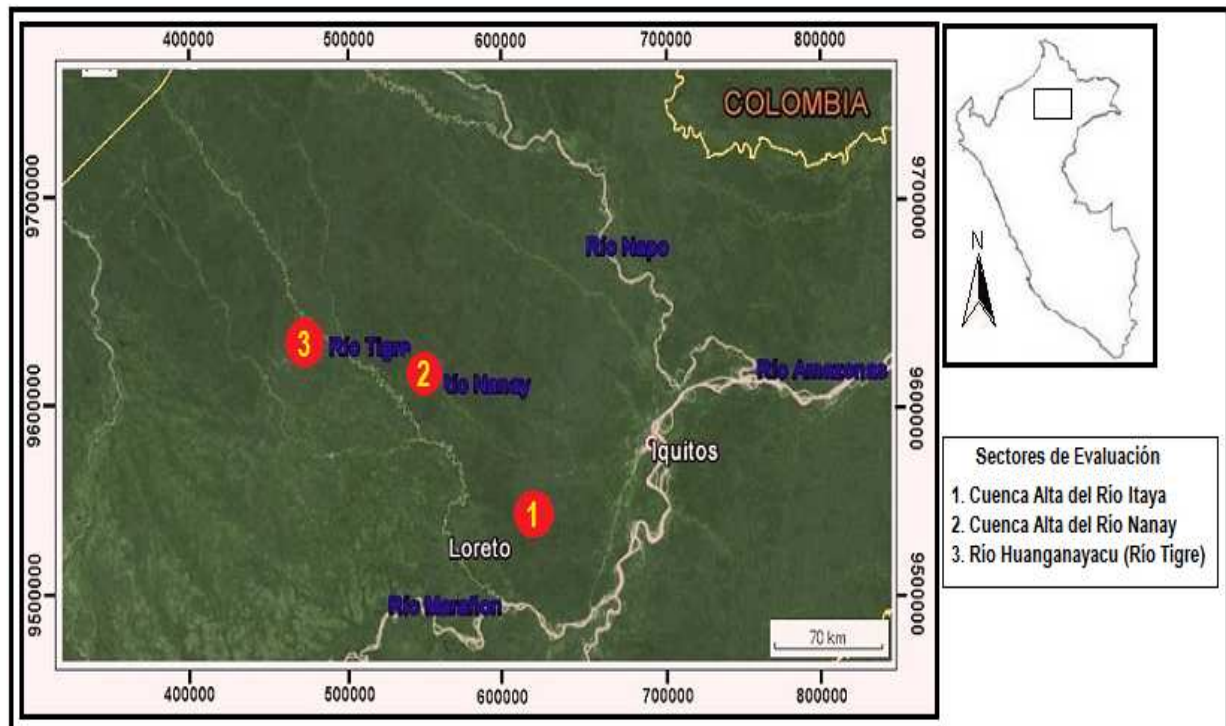 400000 500000 600000 700000 800000
COLOMBIA
9700000
9700000
Río Napo
3
Río Tigre
2
Río Nanay
Río Amazonas
9600000
9600000
Iquitos
1
Loreto
9500000
9500000
Río Marañon
70 km
400000 500000 600000 700000 800000
N
Sectores de Evaluación
1. Cuenca Alta del Río Itaya
2. Cuenca Alta del Río Nanay
3. Río Huanganayacu (Río Tigre)